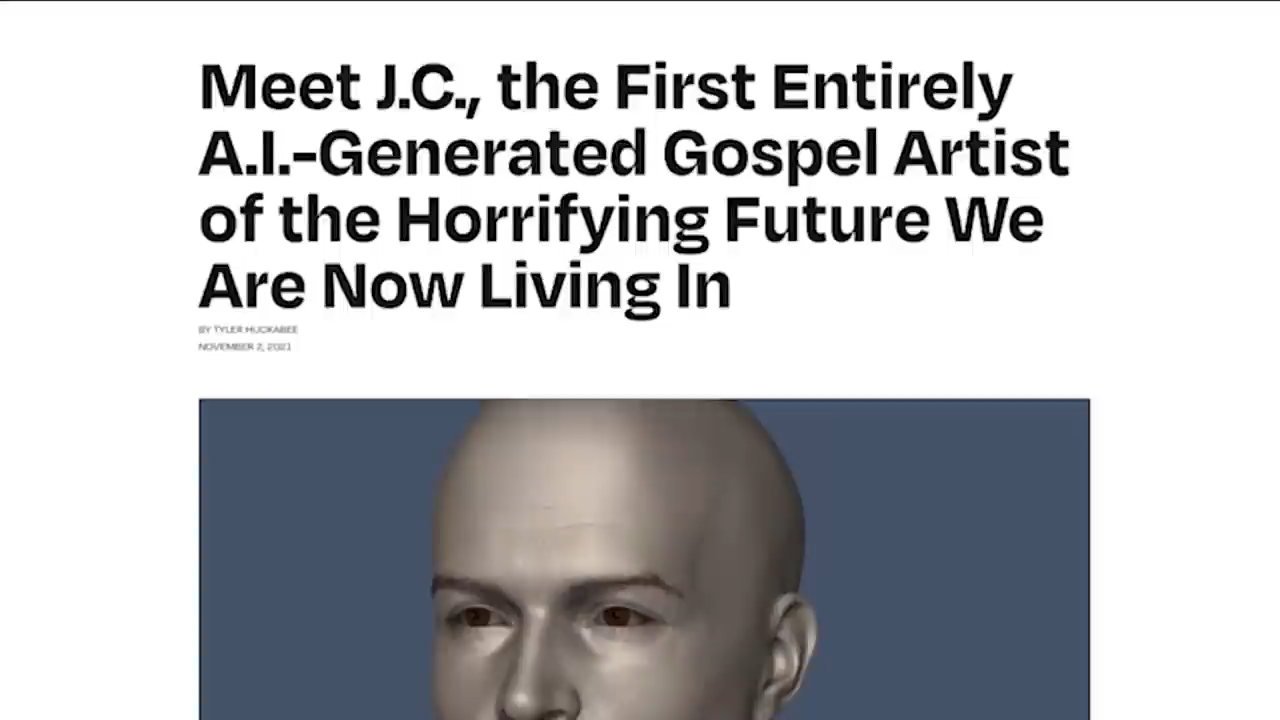 Meet J.C., the First Entirely
A.I.-Generated Gospel Artist
of the Horrifying Future We
Are Now Living In
BY TYLER HUCKABEE
NOVEMBER 2, 2021